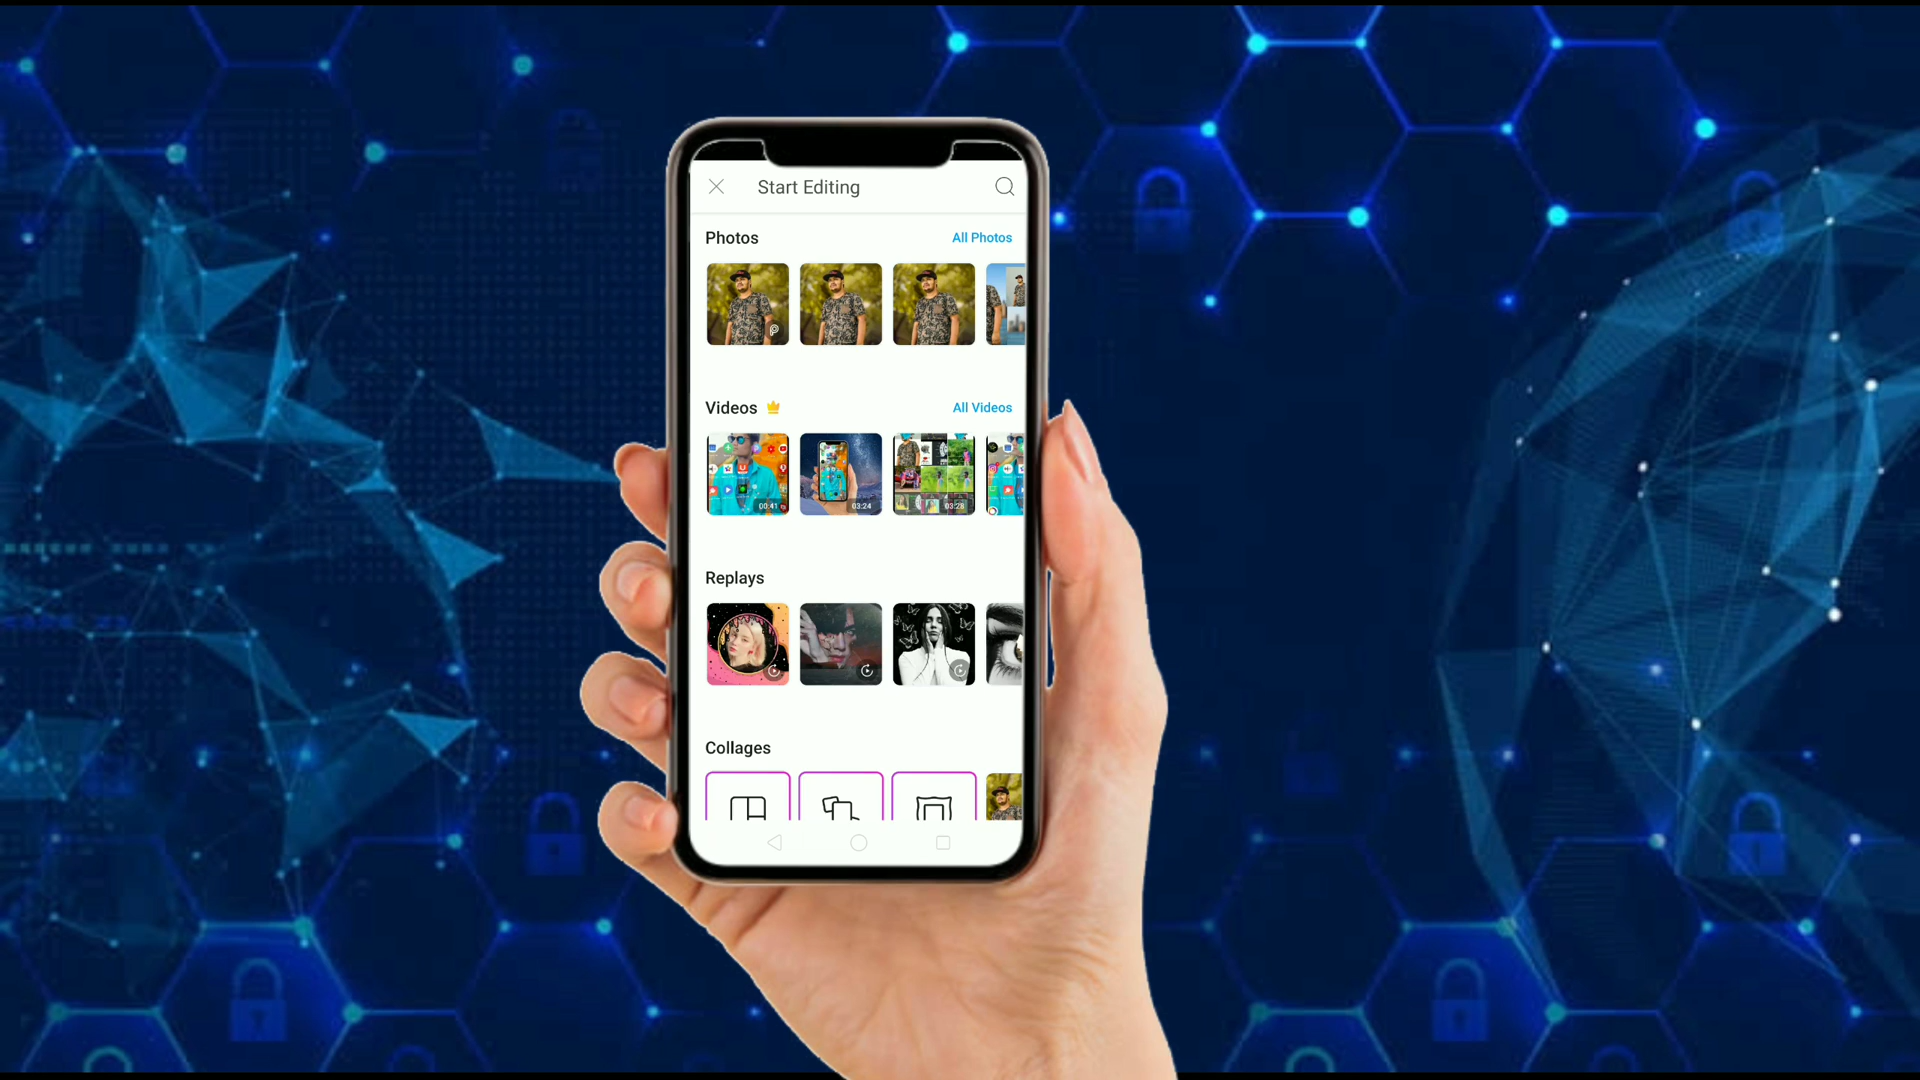 Start Editing
Photos
All Photos
Videos
All Videos
00:41
03:24
03:28
Replays
Collages